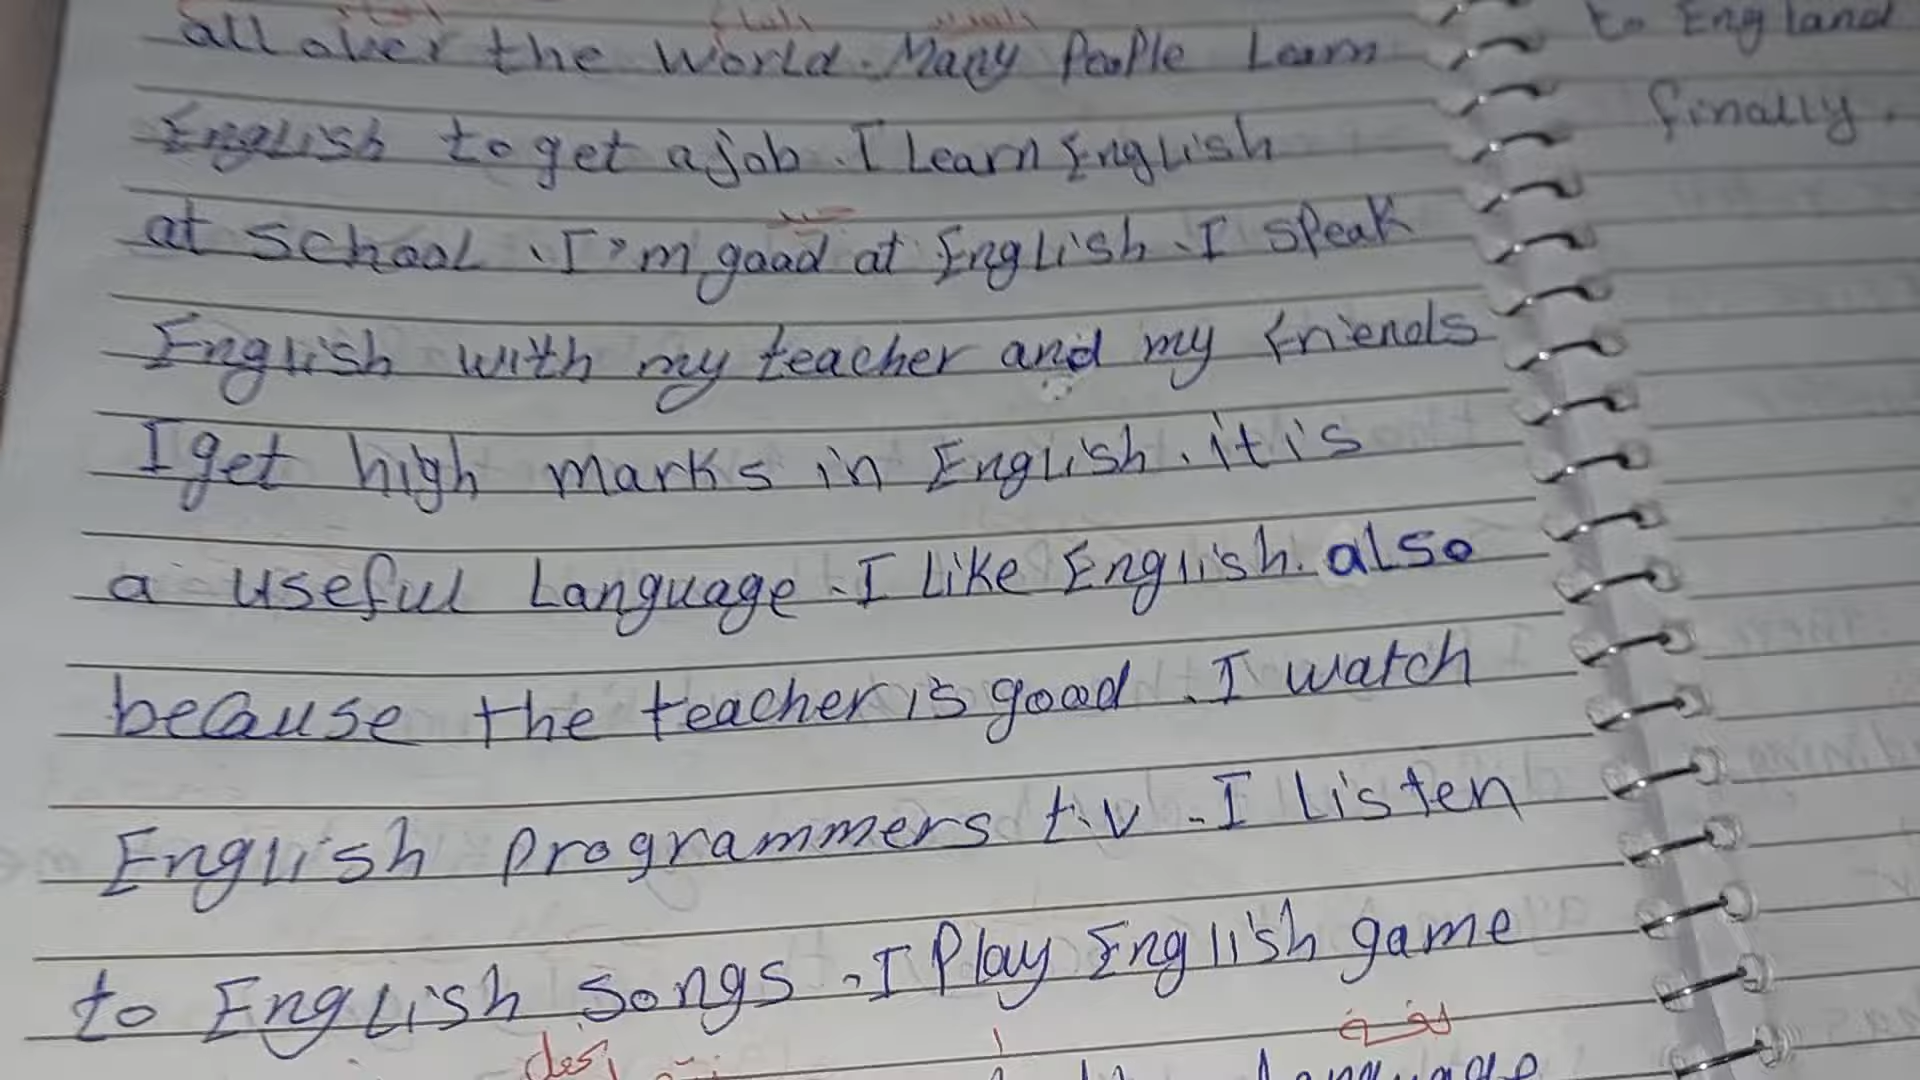 all over the World. Many People Learn
English to get a job. I Learn English
at school. I'm good at English. I speak
English with my teacher and my friends
I get high marks in English. it is
a useful Language. I Like English. also
because the teacher is good. I watch
English programmers t.v. I Listen
to English songs. I Play English game
لغة
Language
to England
finally.